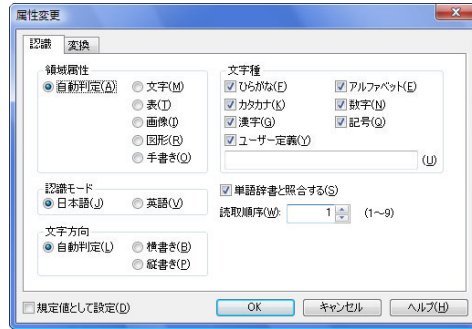 属性変更
認識 変換
領域属性
自動判定(A) 文字(M)
表(T)
画像(I)
図形(R)
手書き(O)
文字種
ひらがな(F) アルファベット(E)
カタカナ(K) 数字(N)
漢字(G) 記号(Q)
ユーザー定義(Y)
(U)
認識モード
日本語(J) 英語(V)
単語辞書と照合する(S)
読取順序(W): 1 (1～9)
文字方向
自動判定(L) 横書き(B)
縦書き(P)
規定値として設定(D) OK キャンセル ヘルプ(H)